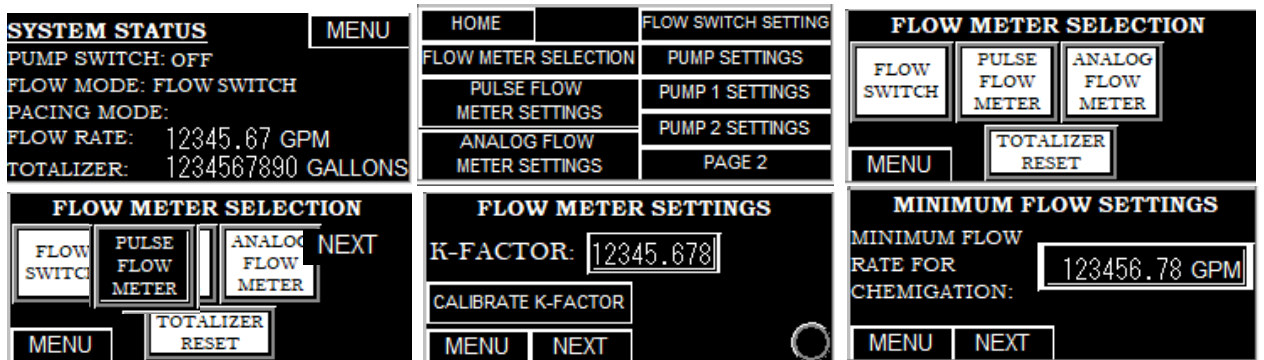 SYSTEM STATUS
MENU
PUMP SWITCH: OFF
FLOW MODE: FLOW SWITCH
PACING MODE:
FLOW RATE: 12345.67 GPM
TOTALIZER: 1234567890 GALLONS
HOME
FLOW SWITCH SETTING
FLOW METER SELECTION
PUMP SETTINGS
PULSE FLOW
METER SETTINGS
PUMP 1 SETTINGS
ANALOG FLOW
METER SETTINGS
PUMP 2 SETTINGS
PAGE 2
FLOW METER SELECTION
FLOW
SWITCH
PULSE
FLOW
METER
ANALOG
FLOW
METER
TOTALIZER
RESET
MENU
FLOW METER SELECTION
FLOW
SWITC
PULSE
FLOW
METER
ANALOG
FLOW
METER
NEXT
TOTALIZER
RESET
MENU
FLOW METER SETTINGS
K-FACTOR: 12345.678
CALIBRATE K-FACTOR
MENU
NEXT
MINIMUM FLOW SETTINGS
MINIMUM FLOW
RATE FOR
CHEMIGATION:
123456.78 GPM
MENU
NEXT